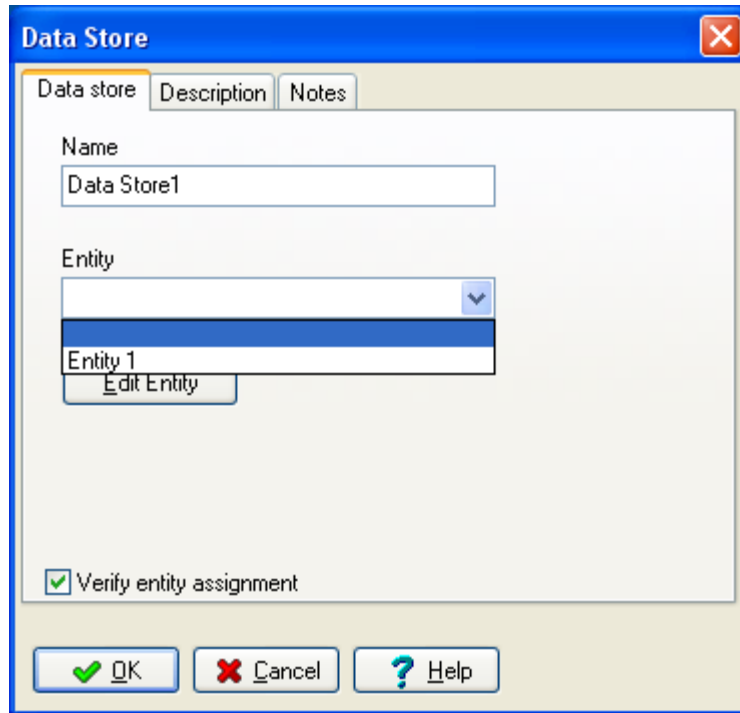 Data Store
Data store Description Notes
Name
Data Store1
Entity
Entity 1
Edit Entity
Verify entity assignment
OK Cancel Help